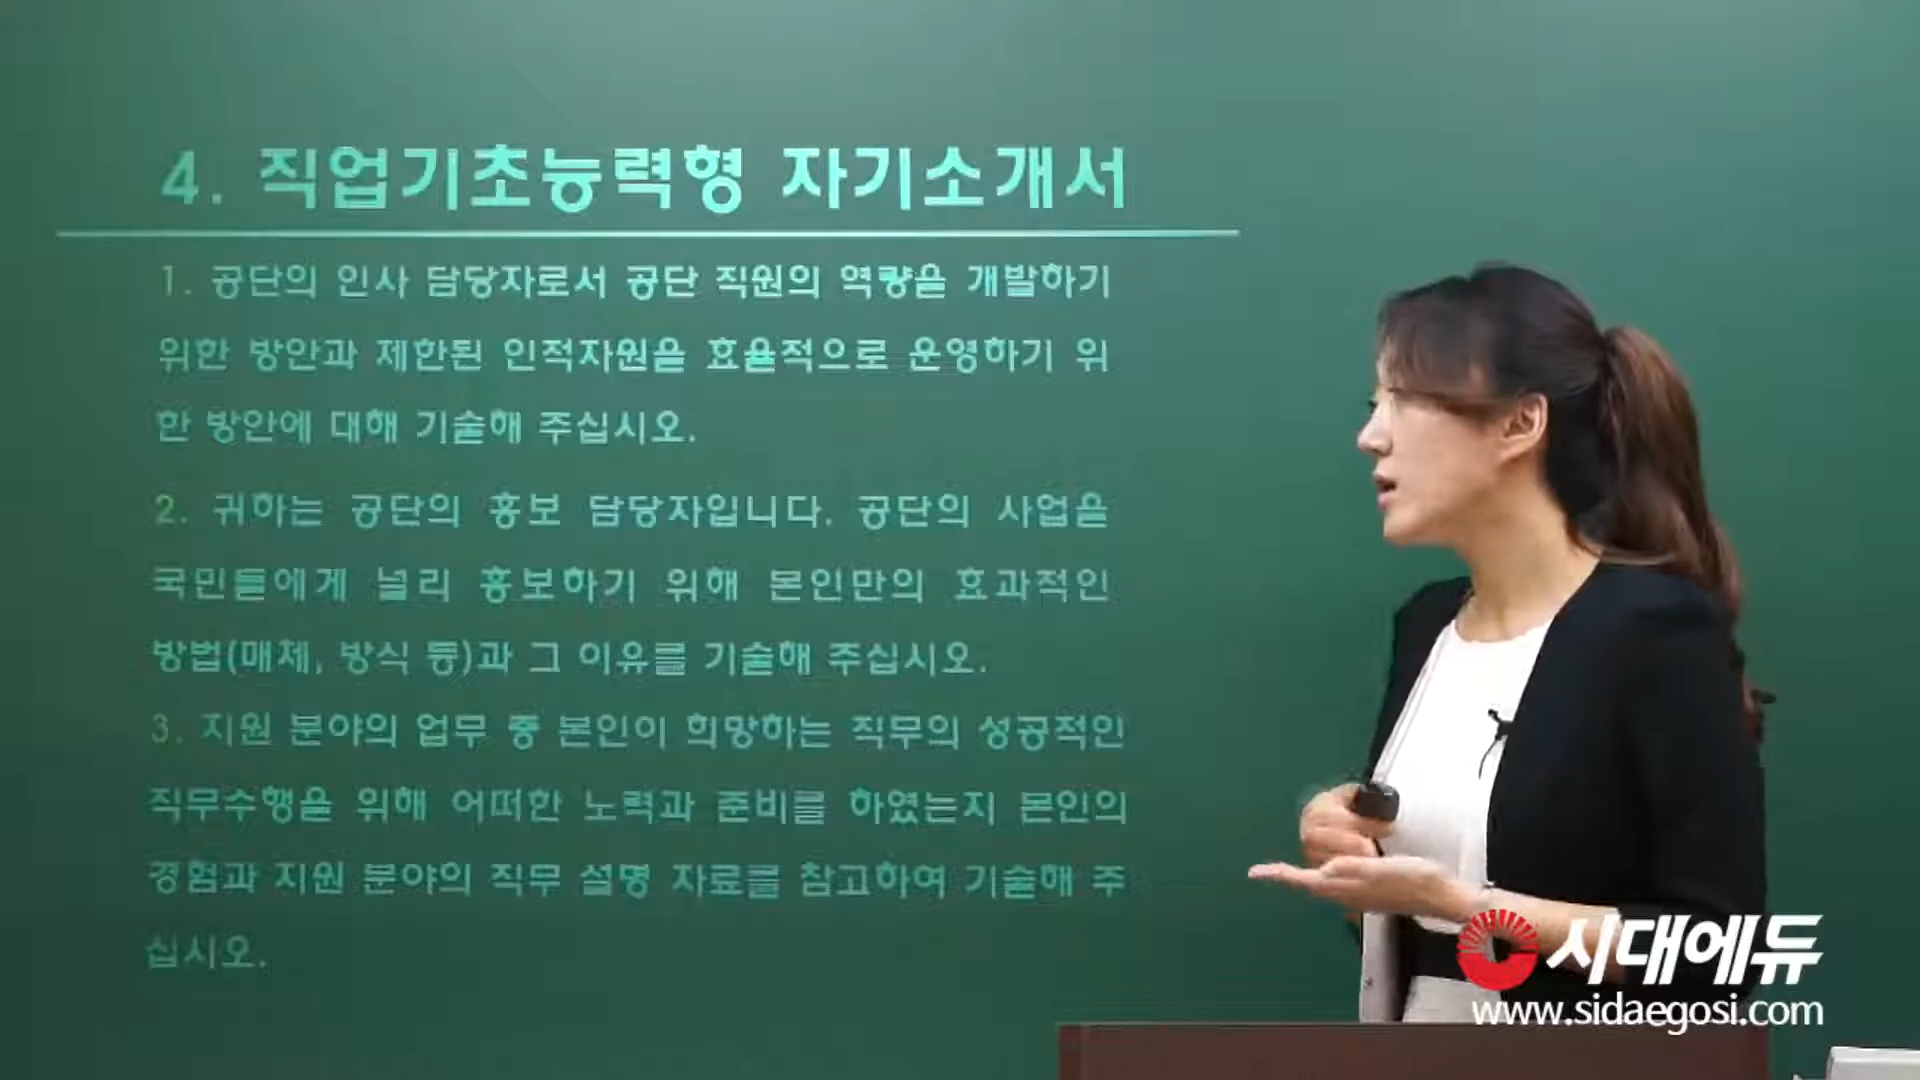 4. 직업기초능력형 자기소개서
1. 공단의 인사 담당자로서 공단 직원의 역량을 개발하기
위한 방안과 제한된 인적자원을 효율적으로 운영하기 위
한 방안에 대해 기술해 주십시오.
2. 귀하는 공단의 홍보 담당자입니다. 공단의 사업을
국민들에게 널리 홍보하기 위해 본인만의 효과적인
방법(매체, 방식 등)과 그 이유를 기술해 주십시오.
3. 지원 분야의 업무 중 본인이 희망하는 직무의 성공적인
직무수행을 위해 어떠한 노력과 준비를 하였는지 본인의
경험과 지원 분야의 직무 설명 자료를 참고하여 기술해 주
십시오.
시대에듀
www.sidaegosi.com